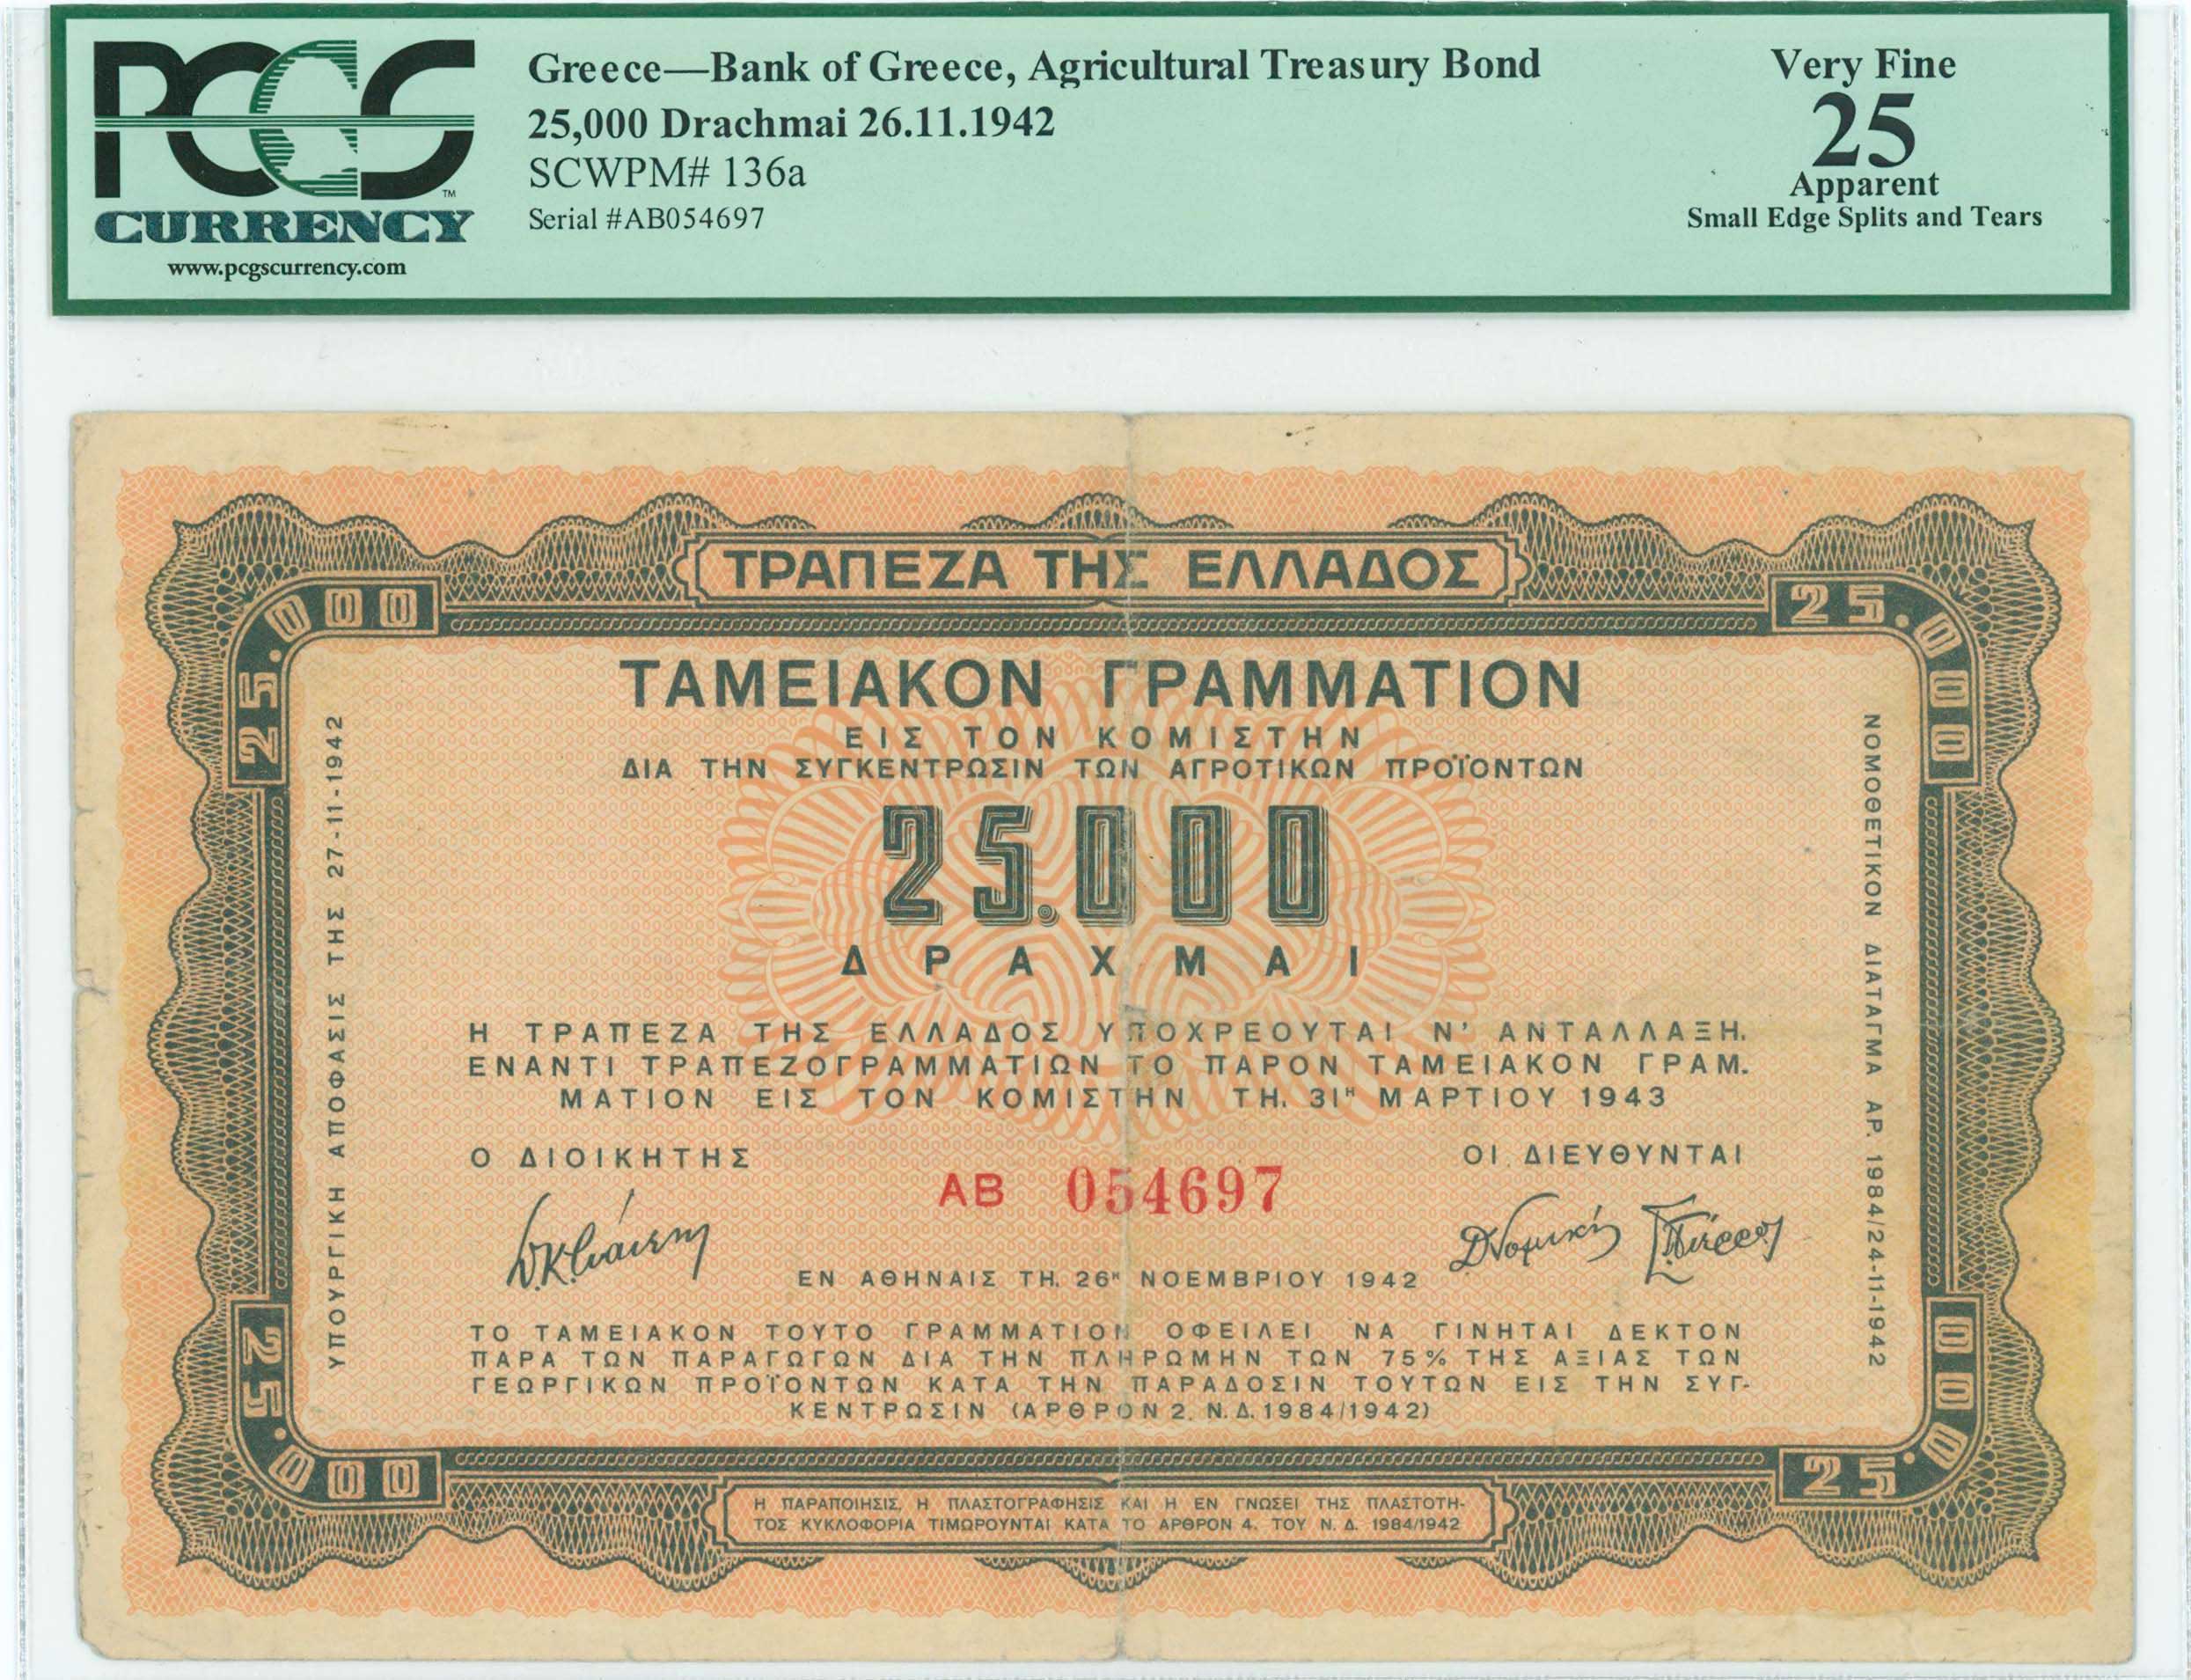 PCGS
TM
CURRENCY
www.pcgscurrency.com
Greece—Bank of Greece, Agricultural Treasury Bond
25,000 Drachmai 26.11.1942
SCWPM# 136a
Serial #AB054697
Very Fine
25
Apparent
Small Edge Splits and Tears
ΤΡΑΠΕΖΑ ΤΗΣ ΕΛΛΑΔΟΣ
25.000
25.000
ΤΑΜΕΙΑΚΟΝ ΓΡΑΜΜΑΤΙΟΝ
ΕΙΣ ΤΟΝ ΚΟΜΙΣΤΗΝ
ΔΙΑ ΤΗΝ ΣΥΓΚΕΝΤΡΩΣΙΝ ΤΩΝ ΑΓΡΟΤΙΚΩΝ ΠΡΟΪΟΝΤΩΝ
25.000
ΔΡΑΧΜΑΙ
ΥΠΟΥΡΓΙΚΗ ΑΠΟΦΑΣΙΣ ΤΗΣ 27-11-1942
ΝΟΜΟΘΕΤΙΚΟΝ ΔΙΑΤΑΓΜΑ ΑΡ. 1984/24-11-1942
Η ΤΡΑΠΕΖΑ ΤΗΣ ΕΛΛΑΔΟΣ ΥΠΟΧΡΕΟΥΤΑΙ Ν' ΑΝΤΑΛΛΑΞΗ.
ΕΝΑΝΤΙ ΤΡΑΠΕΖΟΓΡΑΜΜΑΤΙΩΝ ΤΟ ΠΑΡΟΝ ΤΑΜΕΙΑΚΟΝ ΓΡΑΜ.
ΜΑΤΙΟΝ ΕΙΣ ΤΟΝ ΚΟΜΙΣΤΗΝ ΤΗ. 31Η ΜΑΡΤΙΟΥ 1943
Ο ΔΙΟΙΚΗΤΗΣ
ΟΙ ΔΙΕΥΘΥΝΤΑΙ
ΑΒ 054697
ΕΝ ΑΘΗΝΑΙΣ ΤΗ. 26Η ΝΟΕΜΒΡΙΟΥ 1942
ΤΟ ΤΑΜΕΙΑΚΟΝ ΤΟΥΤΟ ΓΡΑΜΜΑΤΙΟΝ ΟΦΕΙΛΕΙ ΝΑ ΓΙΝΗΤΑΙ ΔΕΚΤΟΝ
ΠΑΡΑ ΤΩΝ ΠΑΡΑΓΩΓΩΝ ΔΙΑ ΤΗΝ ΠΛΗΡΩΜΗΝ ΤΩΝ 75% ΤΗΣ ΑΞΙΑΣ ΤΩΝ
ΓΕΩΡΓΙΚΩΝ ΠΡΟΪΟΝΤΩΝ ΚΑΤΑ ΤΗΝ ΠΑΡΑΔΟΣΙΝ ΤΟΥΤΩΝ ΕΙΣ ΤΗΝ ΣΥΓ-
ΚΕΝΤΡΩΣΙΝ (ΑΡΘΡΟΝ 2. Ν.Δ. 1984/1942)
25.000
25.000
Η ΠΑΡΑΠΟΙΗΣΙΣ, Η ΠΛΑΣΤΟΓΡΑΦΗΣΙΣ ΚΑΙ Η ΕΝ ΓΝΩΣΕΙ ΤΗΣ ΠΛΑΣΤΟΤΗ-
ΤΟΣ ΚΥΚΛΟΦΟΡΙΑ ΤΙΜΩΡΟΥΝΤΑΙ ΚΑΤΑ ΤΟ ΑΡΘΡΟΝ 4. ΤΟΥ Ν. Δ. 1984/1942